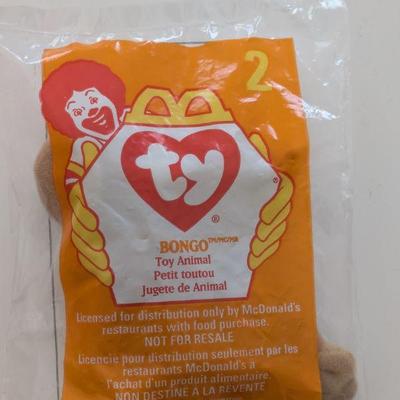 2
ty
®
BONGO™/MC/MR
Toy Animal
Petit toutou
Jugete de Animal
Licensed for distribution only by McDonald's
restaurants with food purchase.
NOT FOR RESALE
Licencie pour distribution seulement par les
restaurants McDonald's à
l'achat d'un produit alimentaire.
NON DESTINE A LA REVENTE